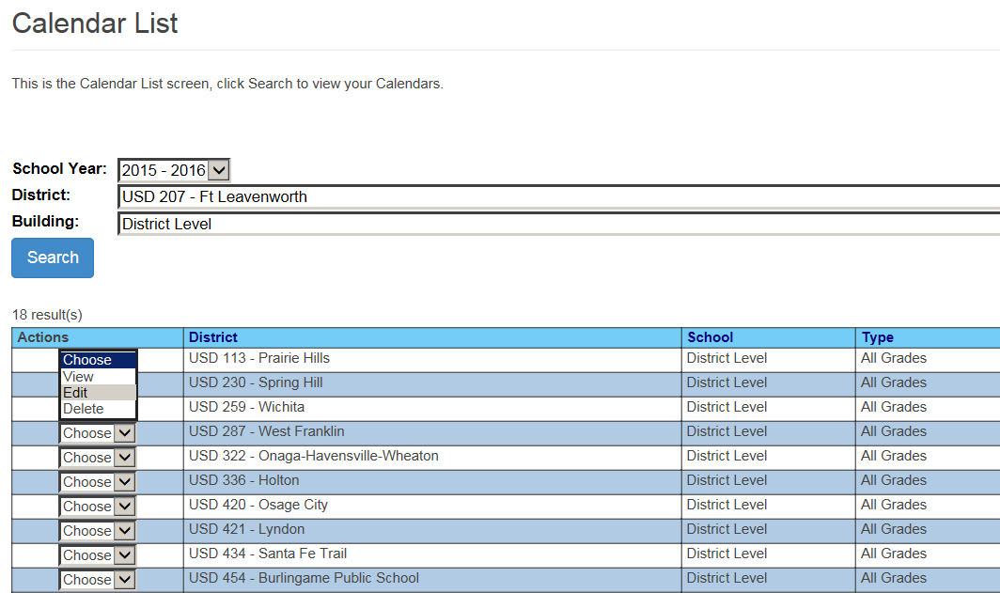 Calendar List
This is the Calendar List screen, click Search to view your Calendars.
School Year: 2015 - 2016
District: USD 207 - Ft Leavenworth
Building: District Level
Search
18 result(s)
Actions District School Type
Choose USD 113 - Prairie Hills District Level All Grades
View
USD 230 - Spring Hill District Level All Grades
Edit
Delete USD 259 - Wichita District Level All Grades
Choose USD 287 - West Franklin District Level All Grades
Choose USD 322 - Onaga-Havensville-Wheaton District Level All Grades
Choose USD 336 - Holton District Level All Grades
Choose USD 420 - Osage City District Level All Grades
Choose USD 421 - Lyndon District Level All Grades
Choose USD 434 - Santa Fe Trail District Level All Grades
Choose USD 454 - Burlingame Public School District Level All Grades